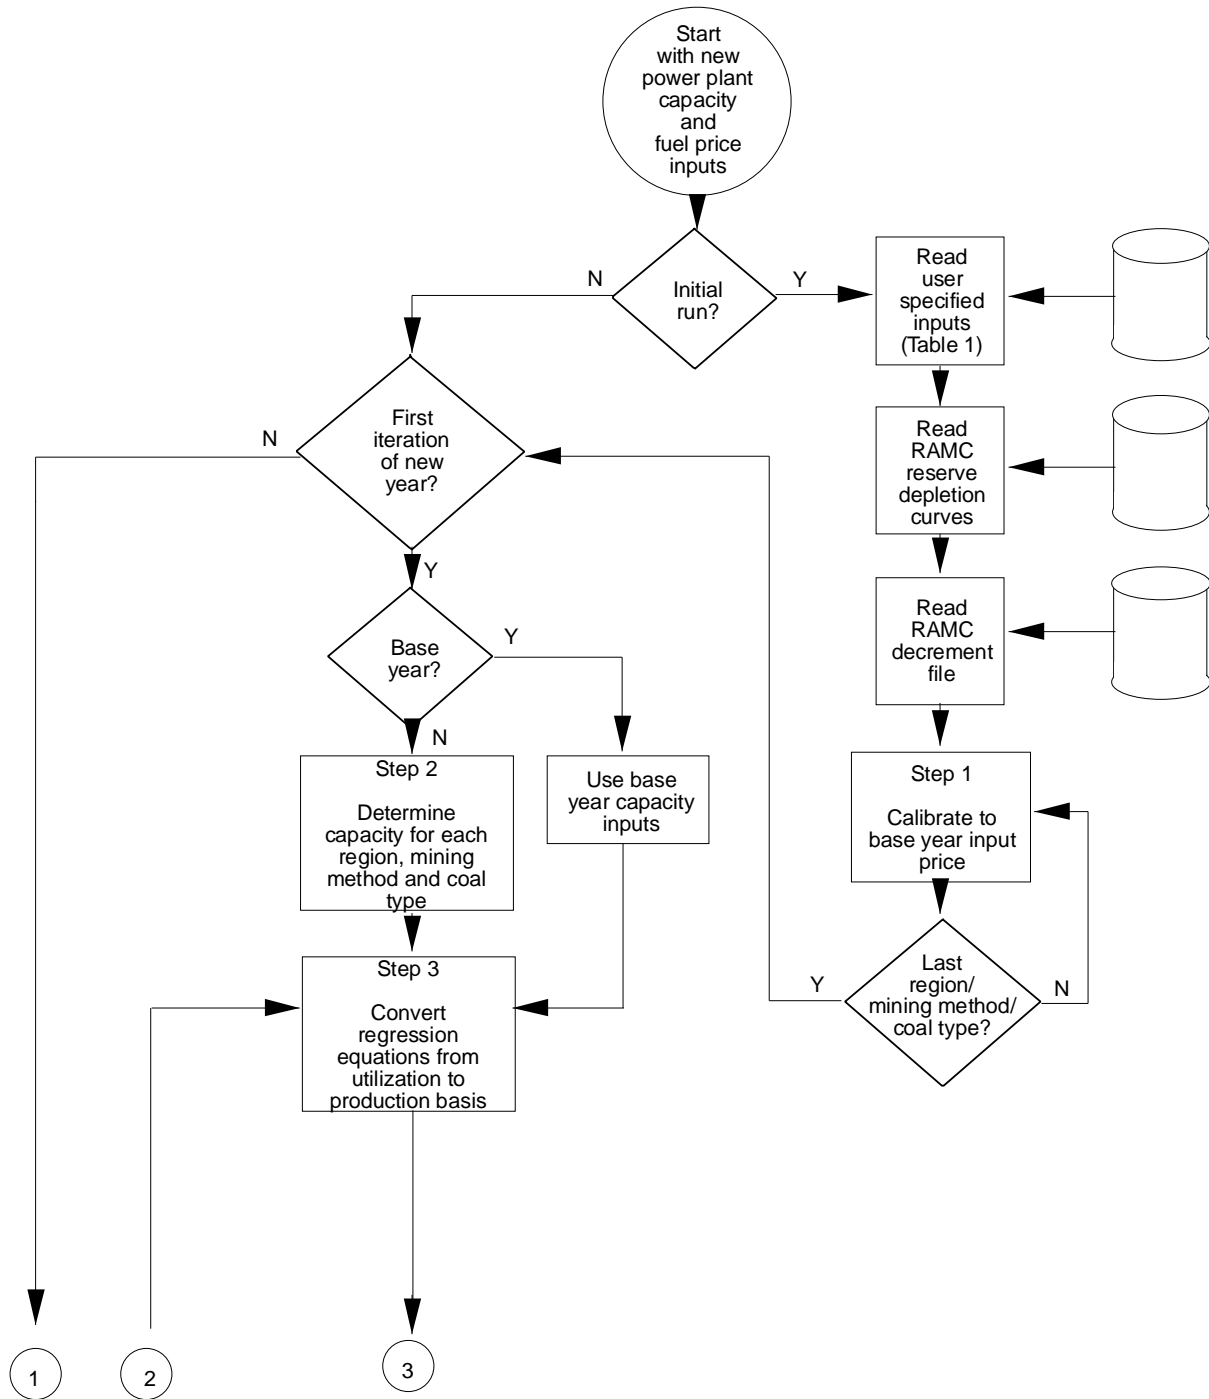 Start
with new
power plant
capacity
and
fuel price
inputs
N
Initial
run?
Y
Read
user
specified
inputs
(Table 1)
N
First
iteration
of new
year?
Read
RAMC
reserve
depletion
curves
Y
Base
year?
Y
Read
RAMC
decrement
file
N
Step 2
Determine
capacity for each
region, mining
method and coal
type
Use base
year capacity
inputs
Step 1
Calibrate to
base year input
price
Step 3
Convert
regression
equations from
utilization to
production basis
Y
Last
region/
mining method/
coal type?
N
1
2
3